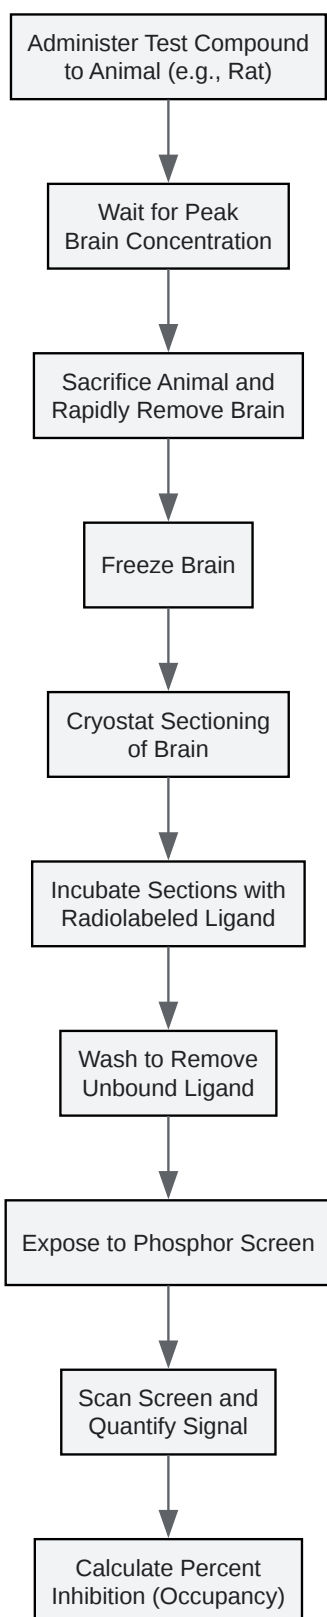 Administer Test Compound
to Animal (e.g., Rat)
Wait for Peak
Brain Concentration
Sacrifice Animal and
Rapidly Remove Brain
Freeze Brain
Cryostat Sectioning
of Brain
Incubate Sections with
Radiolabeled Ligand
Wash to Remove
Unbound Ligand
Expose to Phosphor Screen
Scan Screen and
Quantify Signal
Calculate Percent
Inhibition (Occupancy)